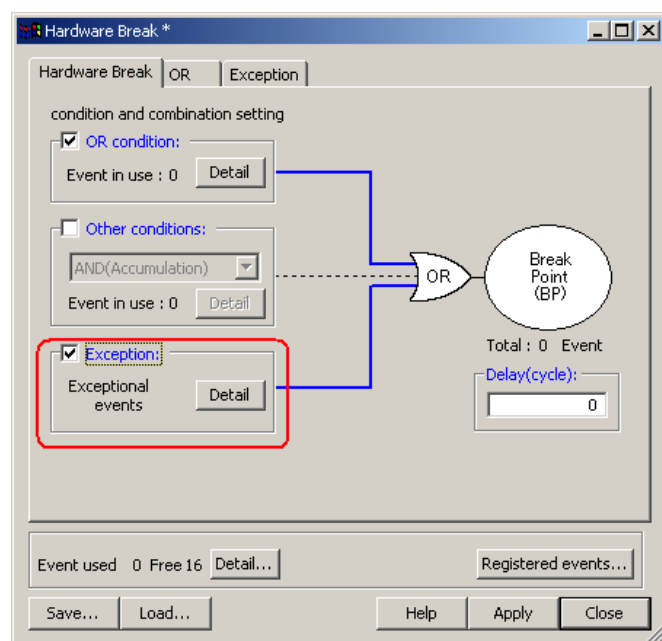 Hardware Break *
Hardware Break OR Exception
condition and combination setting
OR condition:
Event in use : 0 Detail
Other conditions:
AND(Accumulation)
Event in use : 0 Detail
Exception:
Exceptional
events
Detail
OR
Break
Point
(BP)
Total : 0 Event
Delay(cycle):
0
Event used 0 Free 16 Detail... Registered events...
Save... Load... Help Apply Close